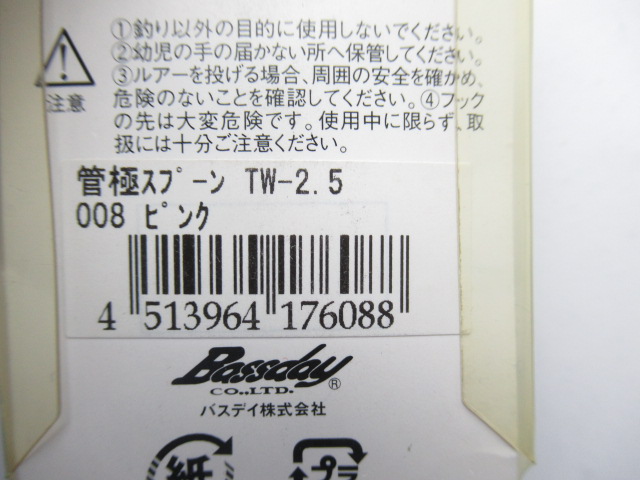 ①釣り以外の目的に使用しないでください。
②幼児の手の届かない所へ保管してください。
③ルアーを投げる場合、周囲の安全を確かめ、
危険のないことを確認してください。④フック
の先は大変危険です。使用中に限らず、取
扱には十分ご注意ください。
注意
管極スプーン TW-2.5
008 ピンク
4 513964 176088
Bassday®
CO.,LTD.
バスデイ株式会社
紙
プラ